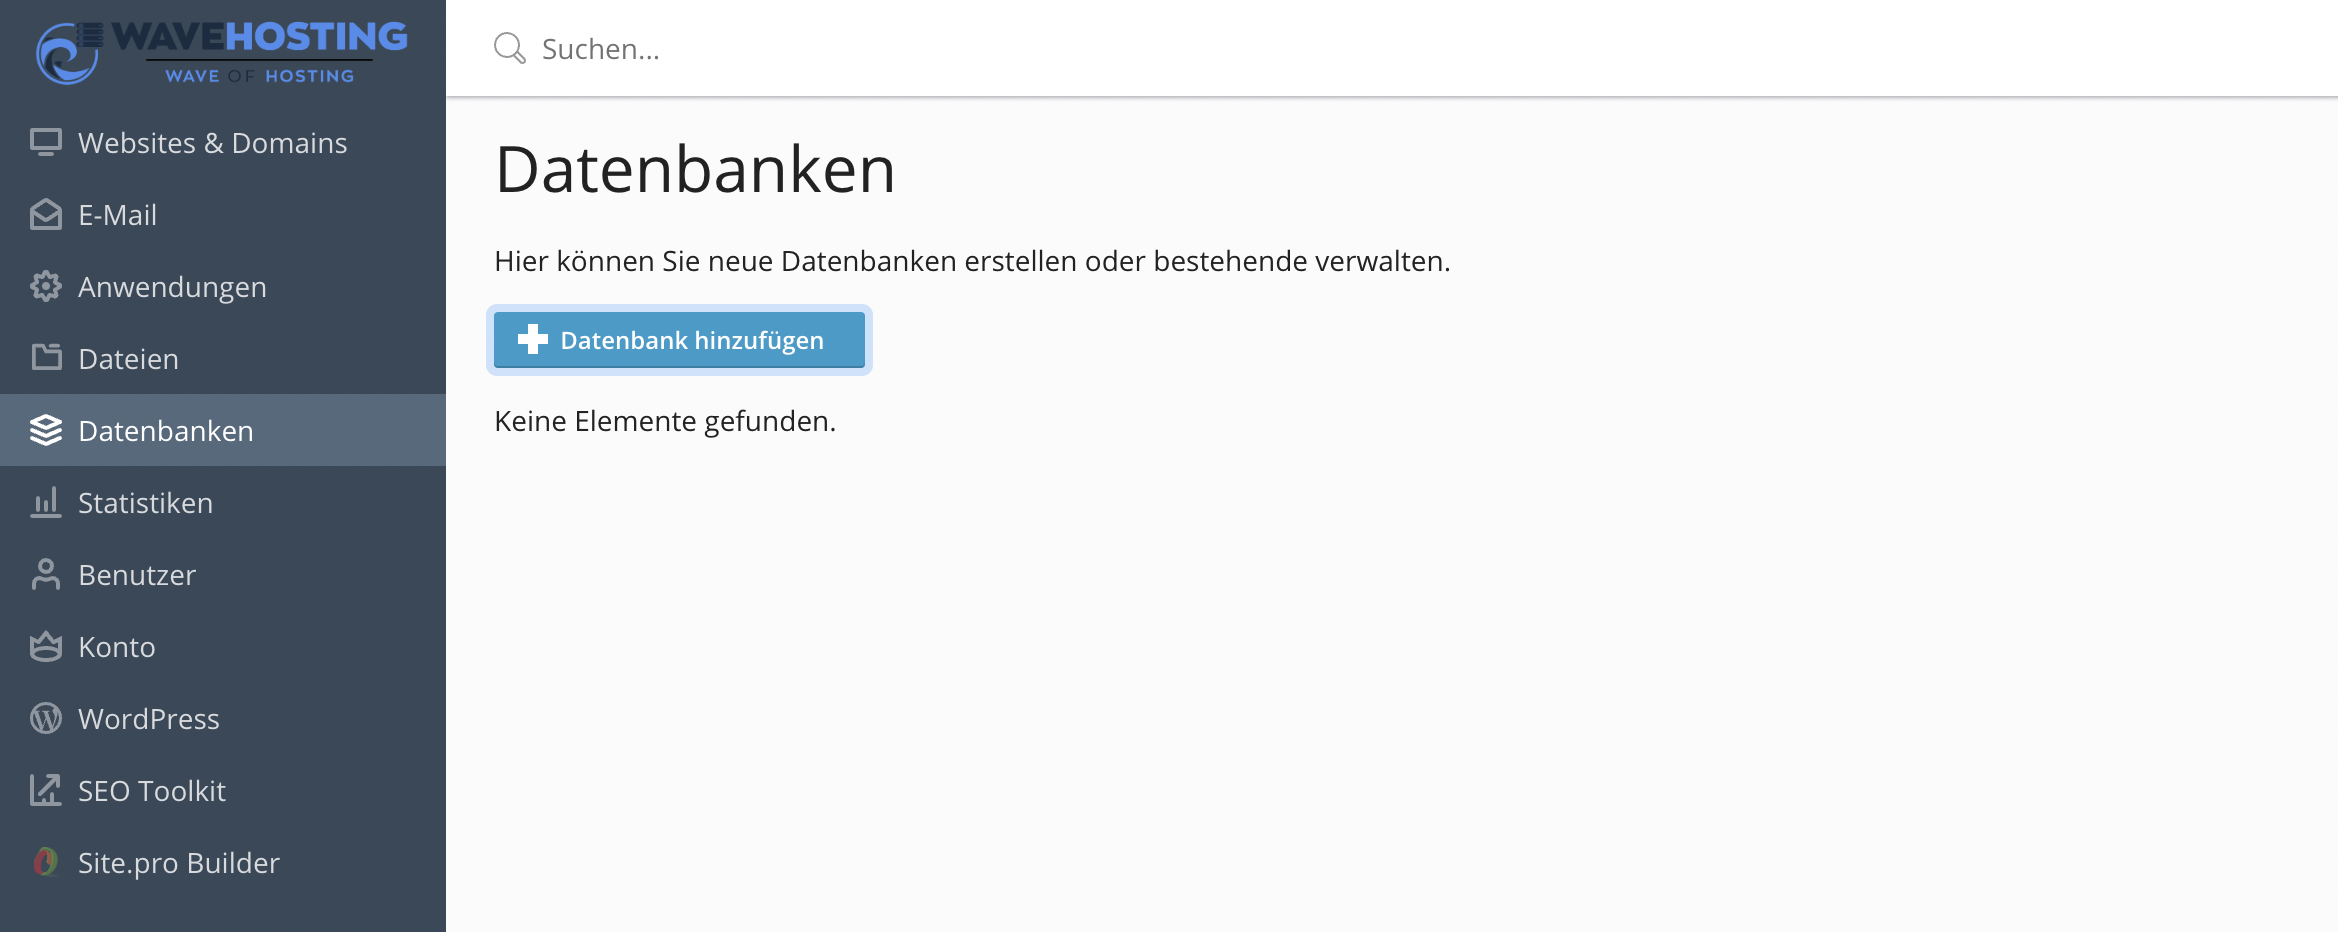 WAVEHOSTING
WAVE OF HOSTING
Suchen...
Websites & Domains
E-Mail
Anwendungen
Dateien
Datenbanken
Statistiken
Benutzer
Konto
WordPress
SEO Toolkit
Site.pro Builder
Datenbanken
Hier können Sie neue Datenbanken erstellen oder bestehende verwalten.
Datenbank hinzufügen
Keine Elemente gefunden.